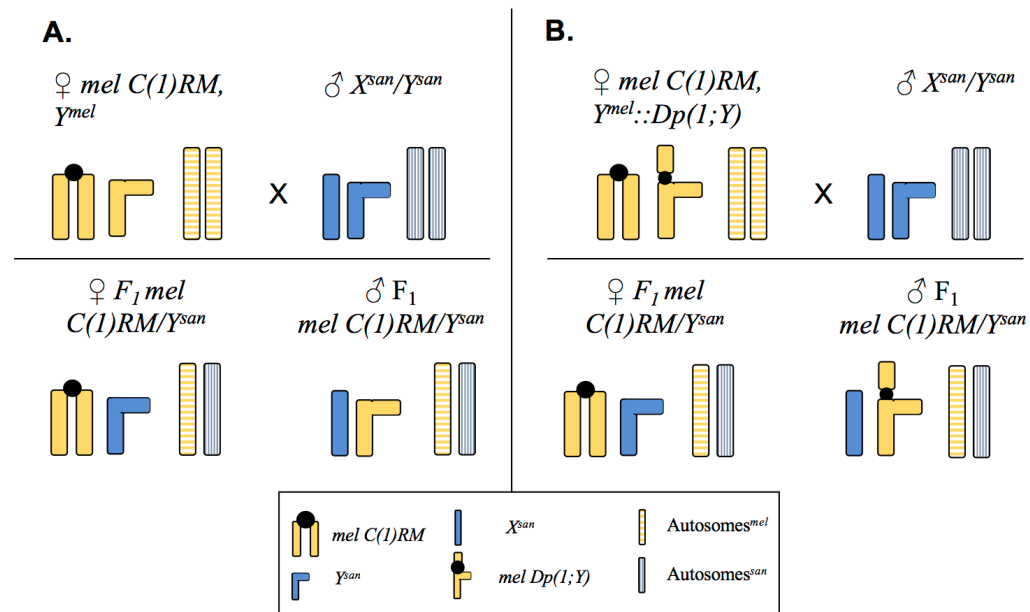 A.
♀ mel C(1)RM,
Y^mel
♂ X^san/Y^san
X
♀ F₁ mel
C(1)RM/Y^san
♂ F₁
mel C(1)RM/Y^san
B.
♀ mel C(1)RM,
Y^mel::Dp(1;Y)
♂ X^san/Y^san
X
♀ F₁ mel
C(1)RM/Y^san
♂ F₁
mel C(1)RM/Y^san
mel C(1)RM
X^san
Autosomes^mel
Y^san
mel Dp(1;Y)
Autosomes^san